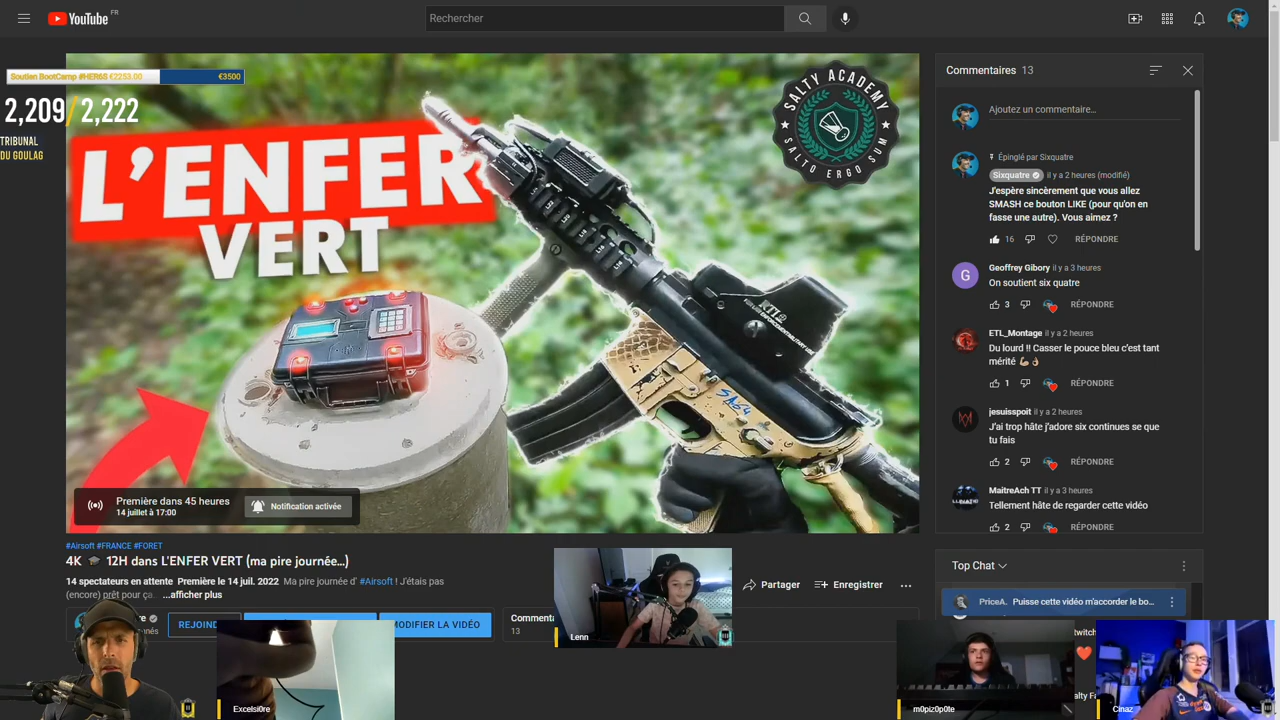 YouTube FR
Rechercher
Soutien BootCamp #HER6S €2253.00
€3500
2,209/2,222
TRIBUNAL
DU GOULAG
L'ENFER
VERT
SALTY ACADEMY
SALTO ERGO SUM
SA64
Première dans 45 heures
14 juillet à 17:00
Notification activée
#Airsoft #FRANCE #FORET
4K 🎓 12H dans L'ENFER VERT (ma pire journée...)
14 spectateurs en attente Première le 14 juil. 2022 Ma pire journée d' #Airsoft ! J'étais pas
(encore) prêt pour ça ...afficher plus
Partager
Enregistrer
REJOIND
MODIFIER LA VIDÉO
Commenta
13
Commentaires 13
Ajoutez un commentaire...
Épinglé par Sixquatre
Sixquatre il y a 2 heures (modifié)
J'espère sincèrement que vous allez
SMASH ce bouton LIKE (pour qu'on en
fasse une autre). Vous aimez ?
16 RÉPONDRE
G
Geoffrey Gibory il y a 3 heures
On soutient six quatre
3 RÉPONDRE
ETL_Montage il y a 2 heures
Du lourd !! Casser le pouce bleu c'est tant
mérité 💪🏼👌🏼
1 RÉPONDRE
jesuisspoit il y a 2 heures
J'ai trop hâte j'adore six continues se que
tu fais
2 RÉPONDRE
MaitreAch TT il y a 3 heures
Tellement hâte de regarder cette vidéo
2 RÉPONDRE
Top Chat
PriceA. Puisse cette vidéo m'accorder le bo...
twitch
alty Fa
Lenn
Excelsi0re
m0piz0p0te
Cinaz